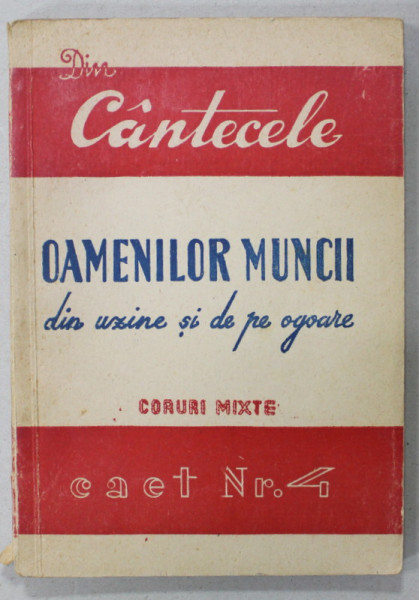 Din
Cântecele
OAMENILOR MUNCII
din uzine și de pe ogoare
CORURI MIXTE
caet Nr. 4